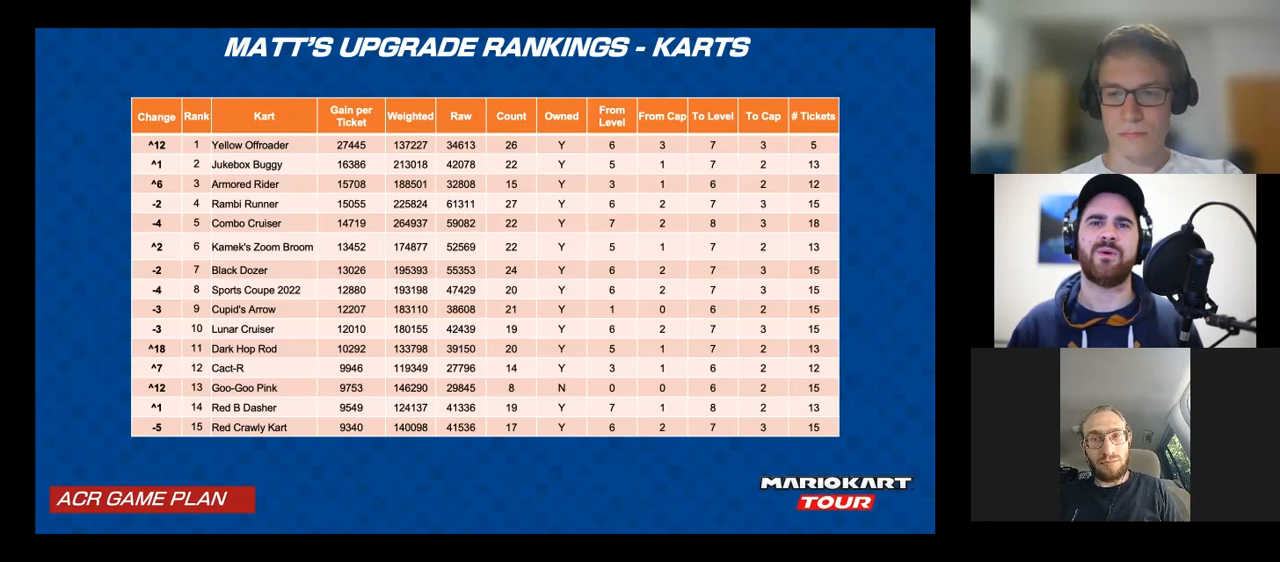 MATT'S UPGRADE RANKINGS - KARTS
Change Rank Kart Gain per Ticket Weighted Raw Count Owned From Level From Cap To Level To Cap # Tickets
^12 1 Yellow Offroader 27445 137227 34613 26 Y 6 3 7 3 5
^1 2 Jukebox Buggy 16386 213018 42078 22 Y 5 1 7 2 13
^6 3 Armored Rider 15708 188501 32808 15 Y 3 1 6 2 12
-2 4 Rambi Runner 15055 225824 61311 27 Y 6 2 7 3 15
-4 5 Combo Cruiser 14719 264937 59082 22 Y 7 2 8 3 18
^2 6 Kamek's Zoom Broom 13452 174877 52569 22 Y 5 1 7 2 13
-2 7 Black Dozer 13026 195393 55353 24 Y 6 2 7 3 15
-4 8 Sports Coupe 2022 12880 193198 47429 20 Y 6 2 7 3 15
-3 9 Cupid's Arrow 12207 183110 38608 21 Y 1 0 6 2 15
-3 10 Lunar Cruiser 12010 180155 42439 19 Y 6 2 7 3 15
^18 11 Dark Hop Rod 10292 133798 39150 20 Y 5 1 7 2 13
^7 12 Cact-R 9946 119349 27796 14 Y 3 1 6 2 12
^12 13 Goo-Goo Pink 9753 146290 29845 8 N 0 0 6 2 15
^1 14 Red B Dasher 9549 124137 41336 19 Y 7 1 8 2 13
-5 15 Red Crawly Kart 9340 140098 41536 17 Y 6 2 7 3 15
ACR GAME PLAN
MARIOKART
TOUR